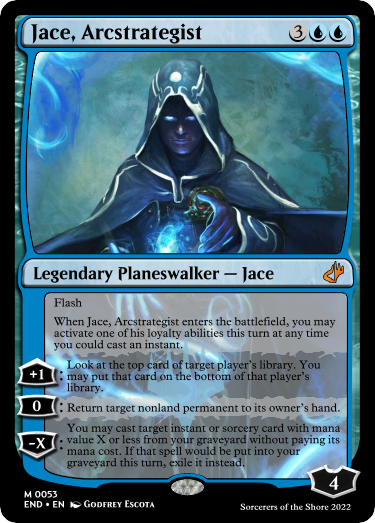 Jace, Arcstrategist 3
Legendary Planeswalker — Jace
Flash
When Jace, Arcstrategist enters the battlefield, you may
activate one of his loyalty abilities this turn at any time
you could cast an instant.
+1: Look at the top card of target player's library. You
may put that card on the bottom of that player's
library.
0: Return target nonland permanent to its owner's hand.
-X: You may cast target instant or sorcery card with mana
value X or less from your graveyard without paying its
mana cost. If that spell would be put into your
graveyard this turn, exile it instead.
4
M 0053
END • EN Godfrey Escota
Sorcerers of the Shore 2022